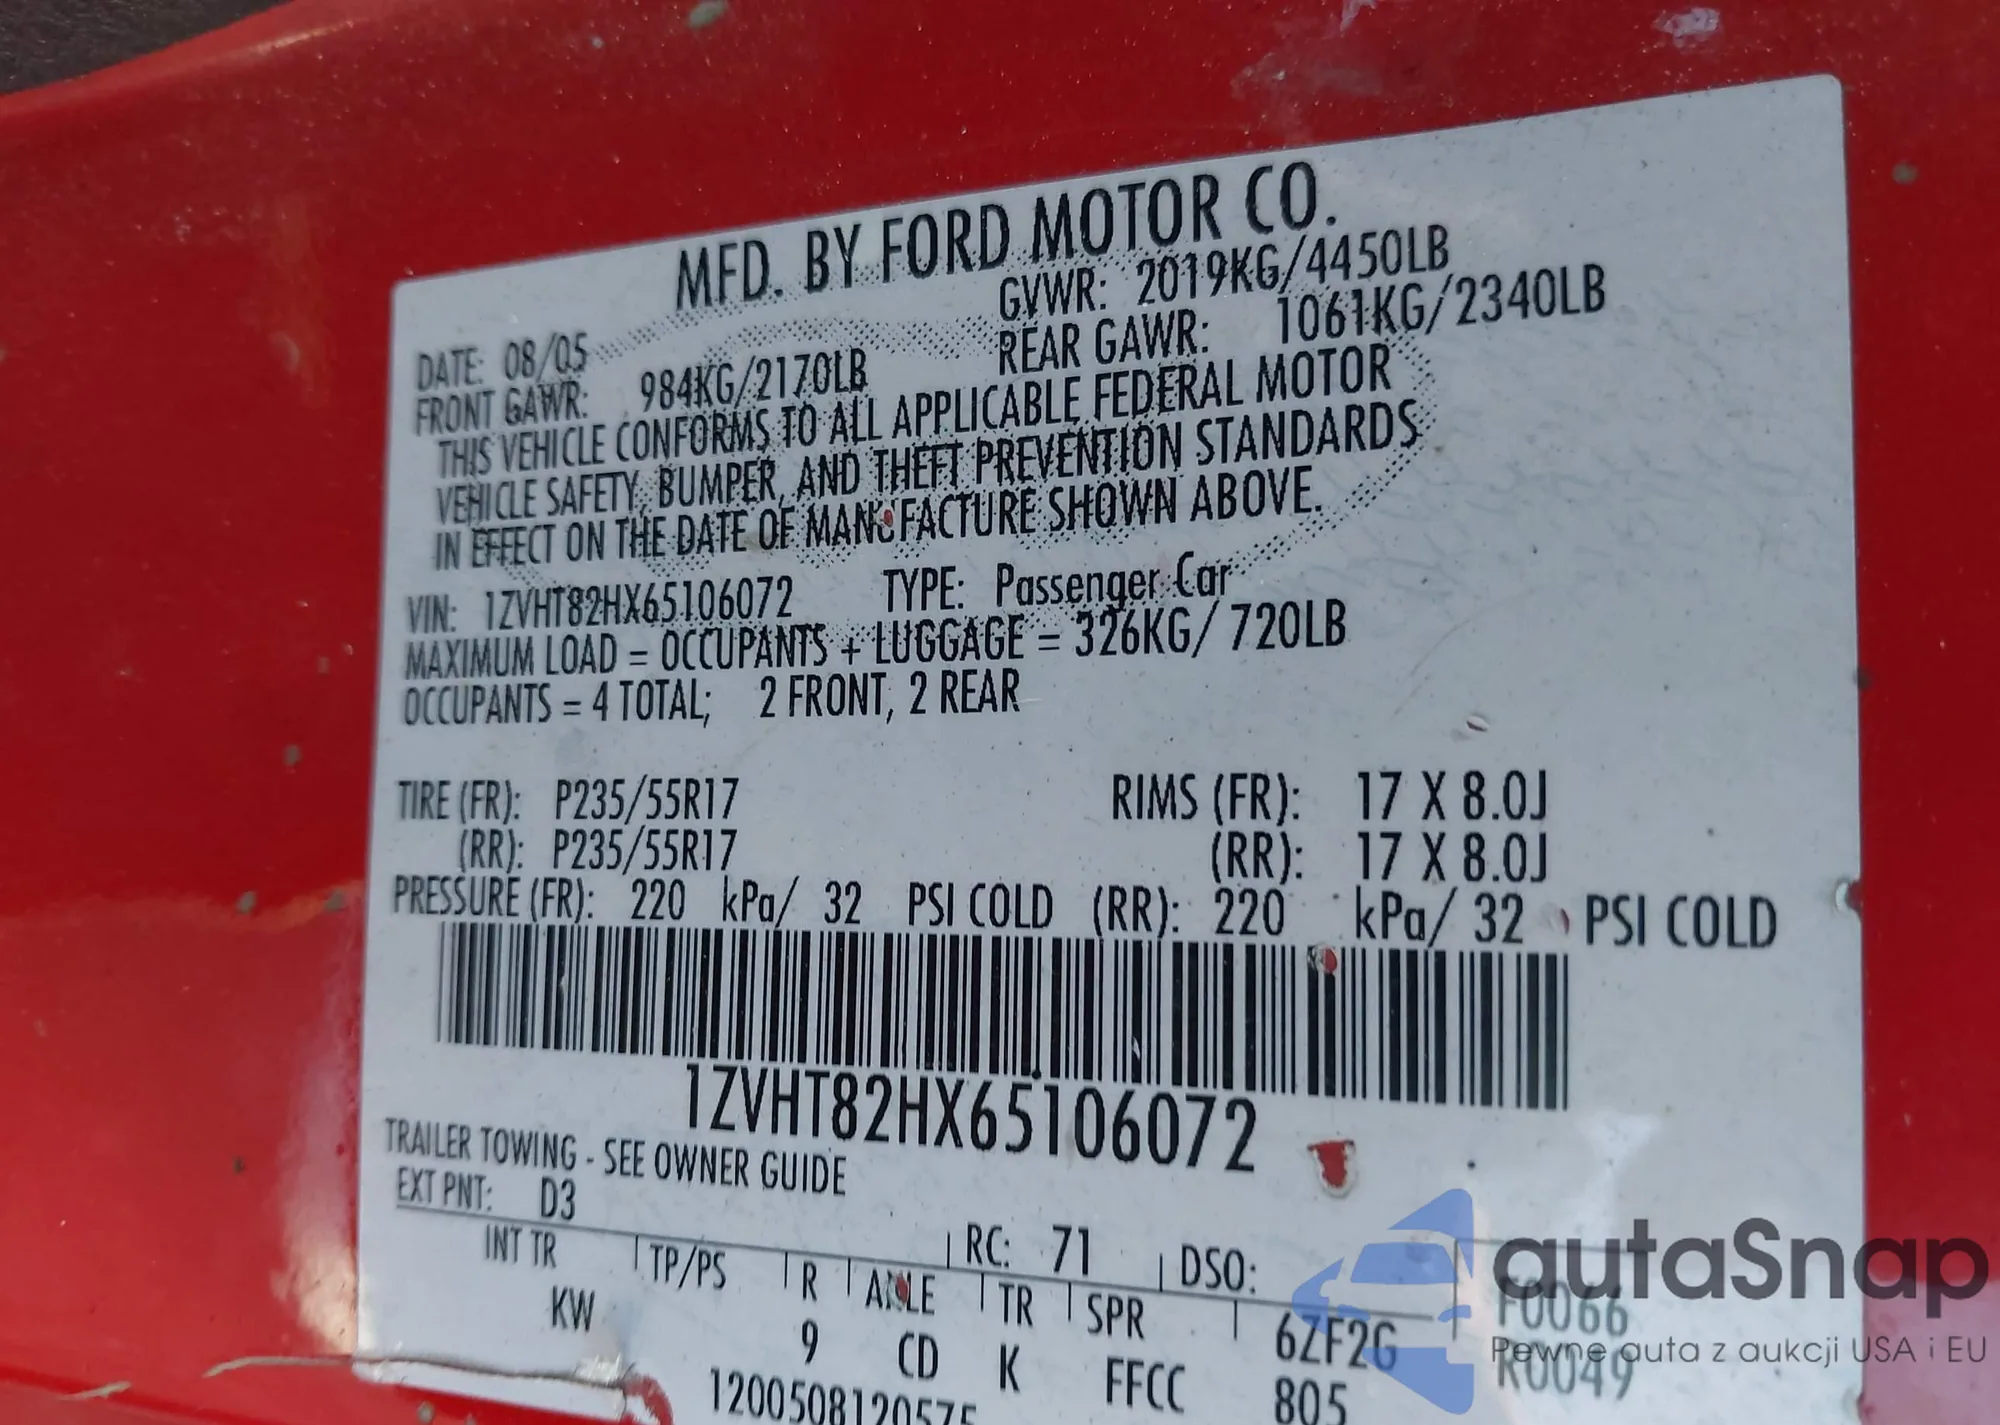 MFD. BY FORD MOTOR CO.
DATE: 08/05 GVWR: 2019KG/4450LB
FRONT GAWR: 984KG/2170LB REAR GAWR: 1061KG/2340LB
THIS VEHICLE CONFORMS TO ALL APPLICABLE FEDERAL MOTOR
VEHICLE SAFETY, BUMPER, AND THEFT PREVENTION STANDARDS
IN EFFECT ON THE DATE OF MANUFACTURE SHOWN ABOVE.
VIN: 1ZVHT82HX65106072 TYPE: Passenger Car
MAXIMUM LOAD = OCCUPANTS + LUGGAGE = 326KG/ 720LB
OCCUPANTS = 4 TOTAL; 2 FRONT, 2 REAR
TIRE (FR): P235/55R17 RIMS (FR): 17 X 8.0J
(RR): P235/55R17 (RR): 17 X 8.0J
PRESSURE (FR): 220 kPa/ 32 PSI COLD (RR): 220 kPa/ 32 PSI COLD
1ZVHT82HX65106072
TRAILER TOWING - SEE OWNER GUIDE
EXT PNT: D3 RC: 71 DSO:
INT TR TP/PS R AXLE TR SPR 6ZF2G F0066
KW 9 CD K FFCC 805 R0049
120050812057
autaSnap
Pewne auta z aukcji USA i EU